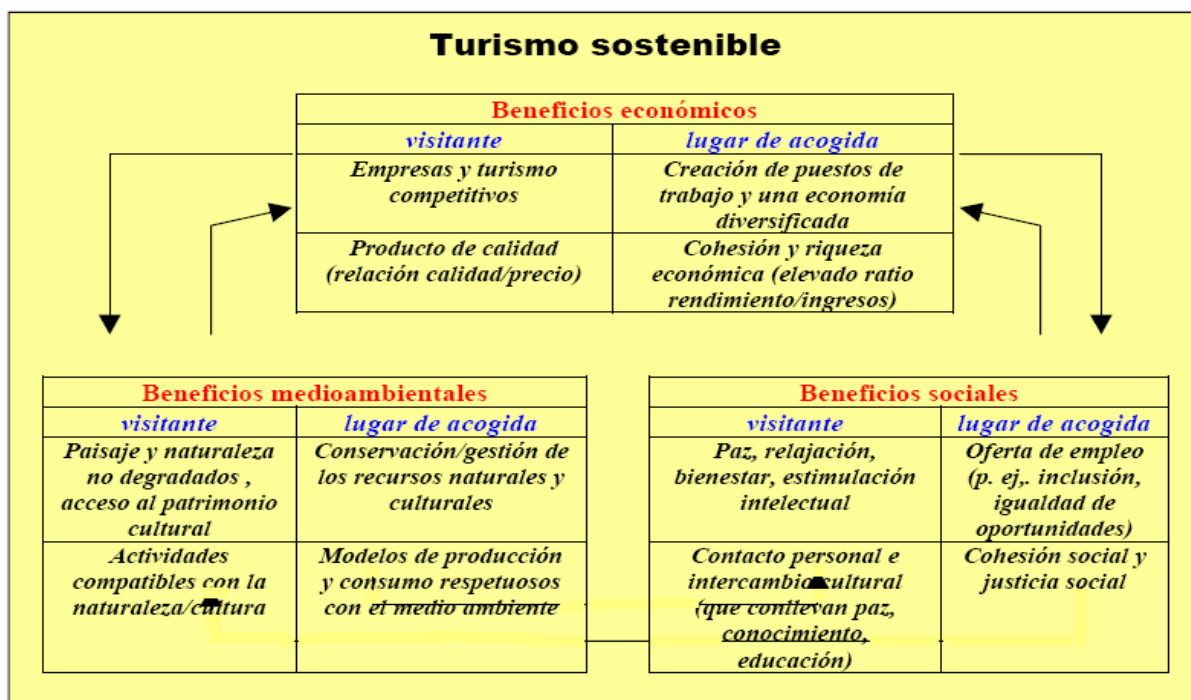 Turismo sostenible
Beneficios económicos
visitante
lugar de acogida
Empresas y turismo
competitivos
Creación de puestos de
trabajo y una economía
diversificada
Producto de calidad
(relación calidad/precio)
Cohesión y riqueza
económica (elevado ratio
rendimiento/ingresos)
Beneficios medioambientales
visitante
lugar de acogida
Paisaje y naturaleza
no degradados ,
acceso al patrimonio
cultural
Conservación/gestión de
los recursos naturales y
culturales
Actividades
compatibles con la
naturaleza/cultura
Modelos de producción
y consumo respetuosos
con el medio ambiente
Beneficios sociales
visitante
lugar de acogida
Paz, relajación,
bienestar, estimulación
intelectual
Oferta de empleo
(p. ej,. inclusión,
igualdad de
oportunidades)
Contacto personal e
intercambio cultural
(que conllevan paz,
conocimiento,
educación)
Cohesión social y
justicia social